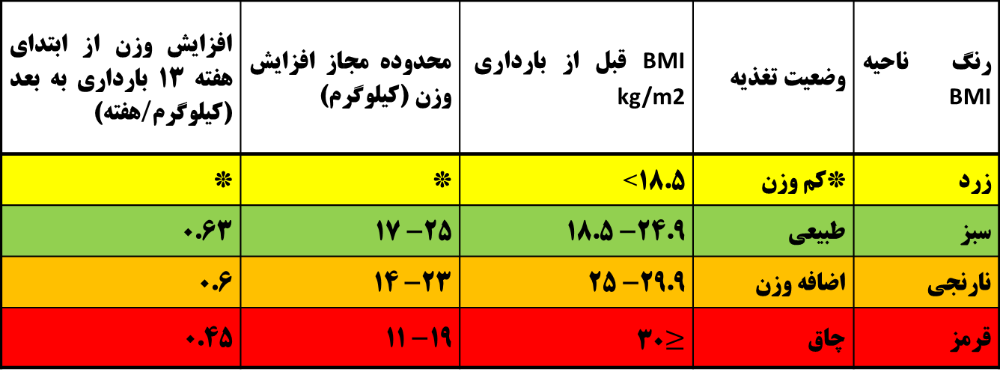 رنگ ناحیه BMI
وضعیت تغذیه
BMI قبل از بارداری kg/m2
محدوده مجاز افزایش وزن (کیلوگرم)
افزایش وزن از ابتدای هفته ۱۳ بارداری به بعد (کیلوگرم/هفته)
زرد
*کم وزن
<۱۸.۵
*
*
سبز
طبیعی
۱۸.۵ –۲۴.۹
۱۷ –۲۵
۰.۶۳
نارنجی
اضافه وزن
۲۵ –۲۹.۹
۱۴ –۲۳
۰.۶
قرمز
چاق
۳۰≤
۱۱ –۱۹
۰.۴۵